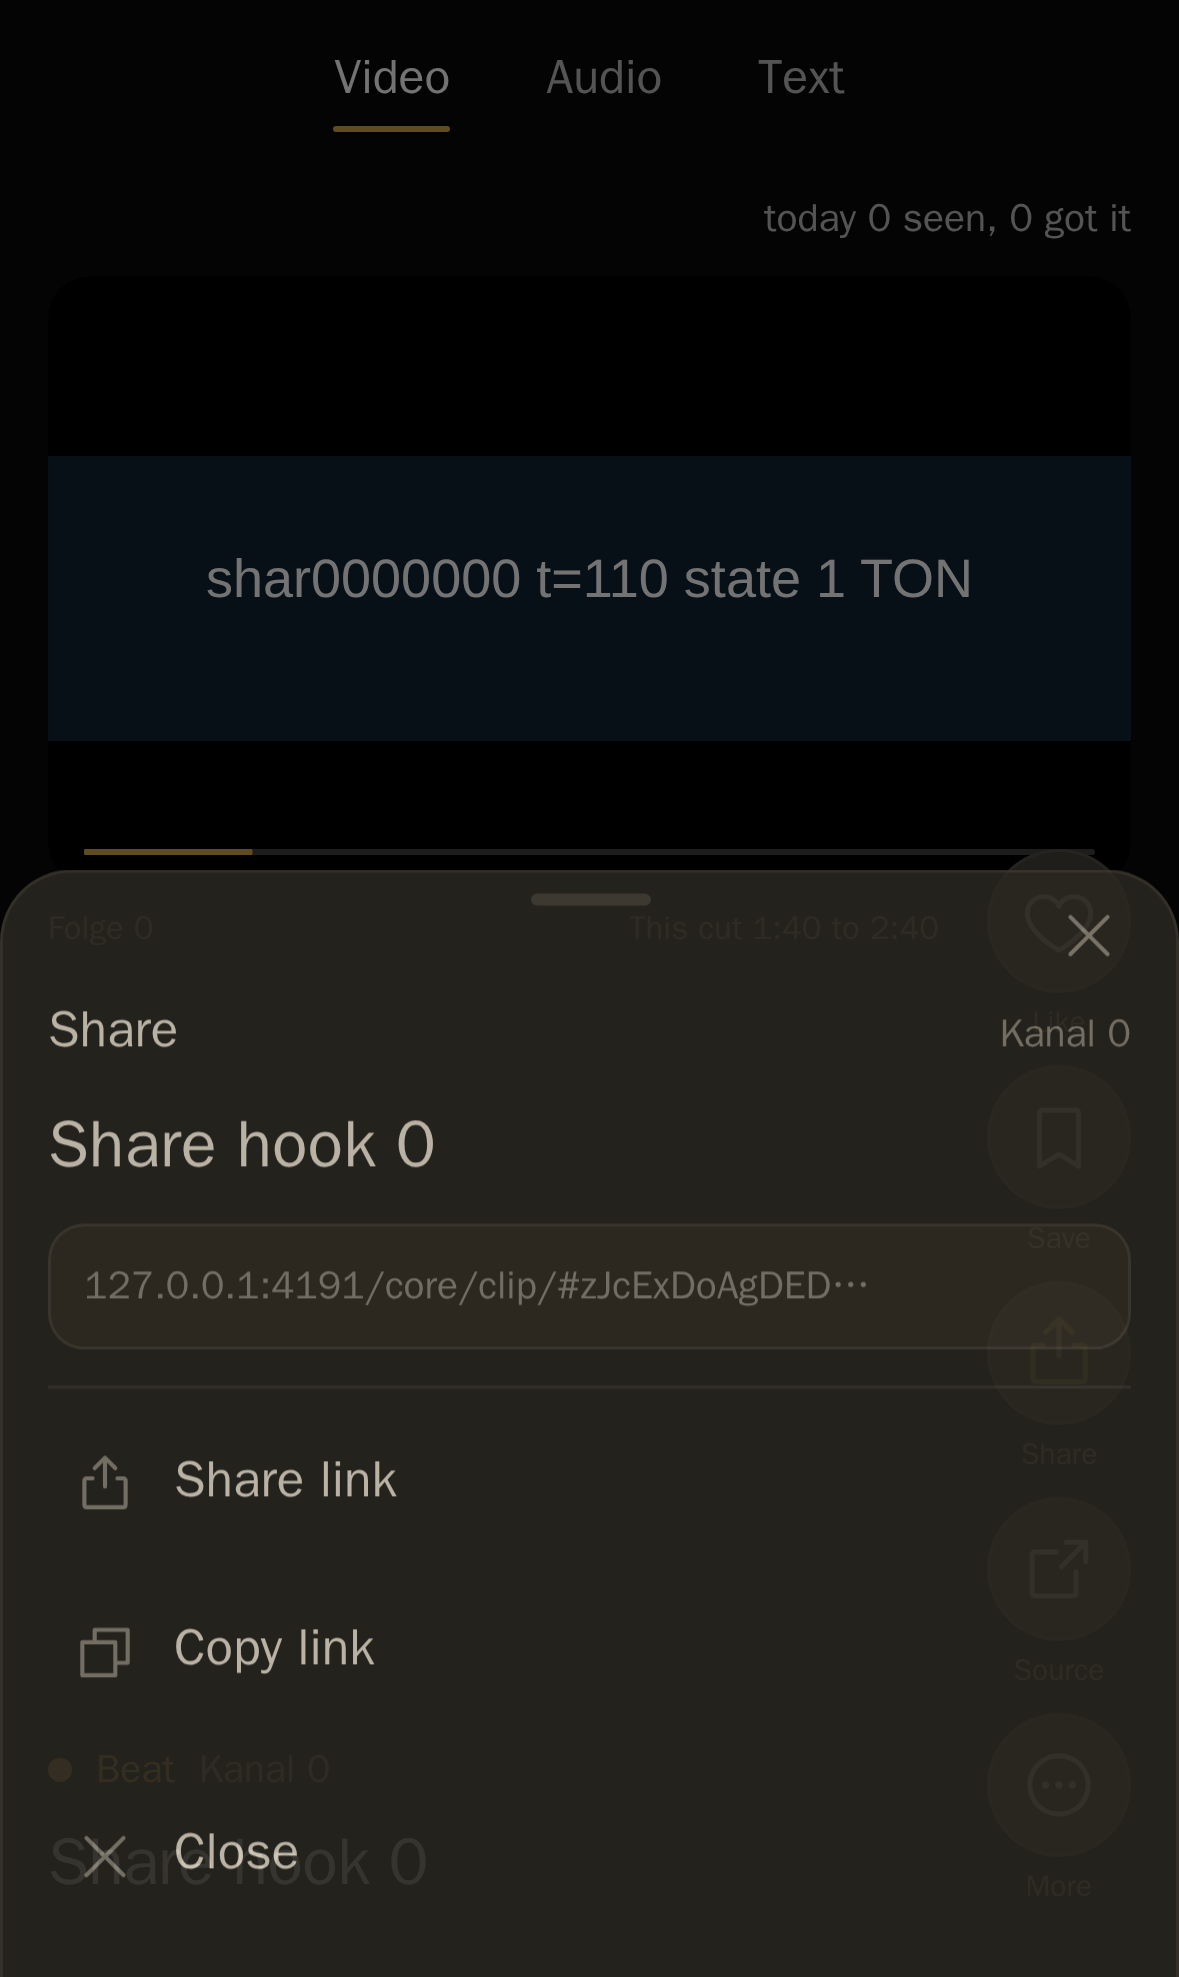 Video Audio Text
today 0 seen, 0 got it
shar0000000 t=110 state 1 TON
Folge 0 This cut 1:40 to 2:40
Like
Share Kanal 0
Share hook 0
Save
127.0.0.1:4191/core/clip/#zJcExDoAgDED···
Share
Share link
Copy link
Source
Beat Kanal 0
Close
Share hook 0
More